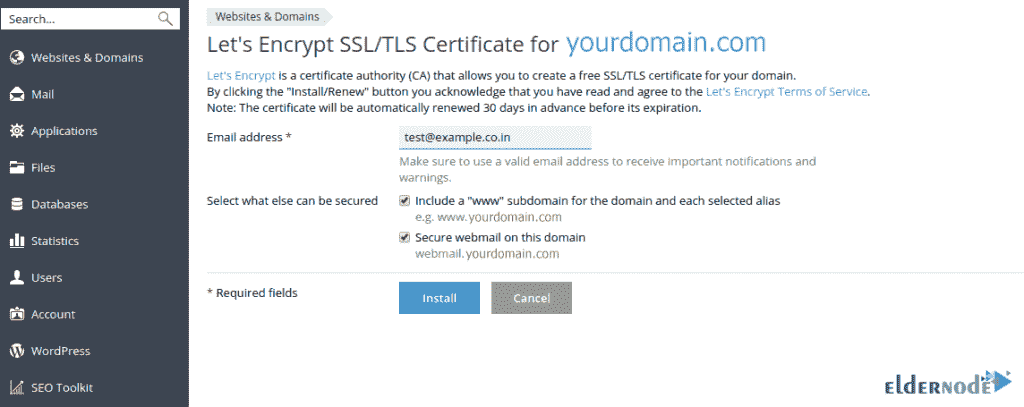 Search...
Websites & Domains
Mail
Applications
Files
Databases
Statistics
Users
Account
WordPress
SEO Toolkit
Websites & Domains
Let's Encrypt SSL/TLS Certificate for yourdomain.com
Let's Encrypt is a certificate authority (CA) that allows you to create a free SSL/TLS certificate for your domain.
By clicking the "Install/Renew" button you acknowledge that you have read and agree to the Let's Encrypt Terms of Service.
Note: The certificate will be automatically renewed 30 days in advance before its expiration.
Email address * test@example.co.in
Make sure to use a valid email address to receive important notifications and
warnings.
Select what else can be secured Include a "www" subdomain for the domain and each selected alias
e.g. www.yourdomain.com
Secure webmail on this domain
webmail.yourdomain.com
* Required fields Install Cancel
elderNode